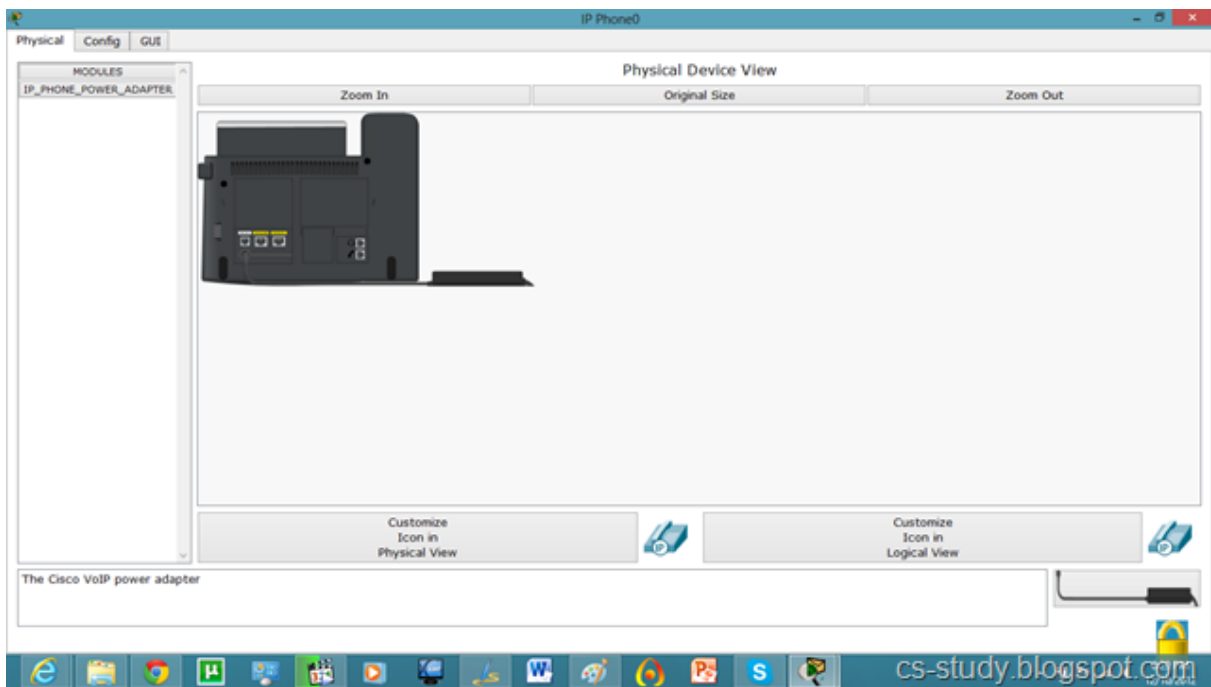 IP Phone0
Physical Config GUI
MODULES
IP_PHONE_POWER_ADAPTER
Physical Device View
Zoom In Original Size Zoom Out
Customize
Icon in
Physical View
Customize
Icon in
Logical View
The Cisco VoIP power adapter
cs-study.blogspot.com